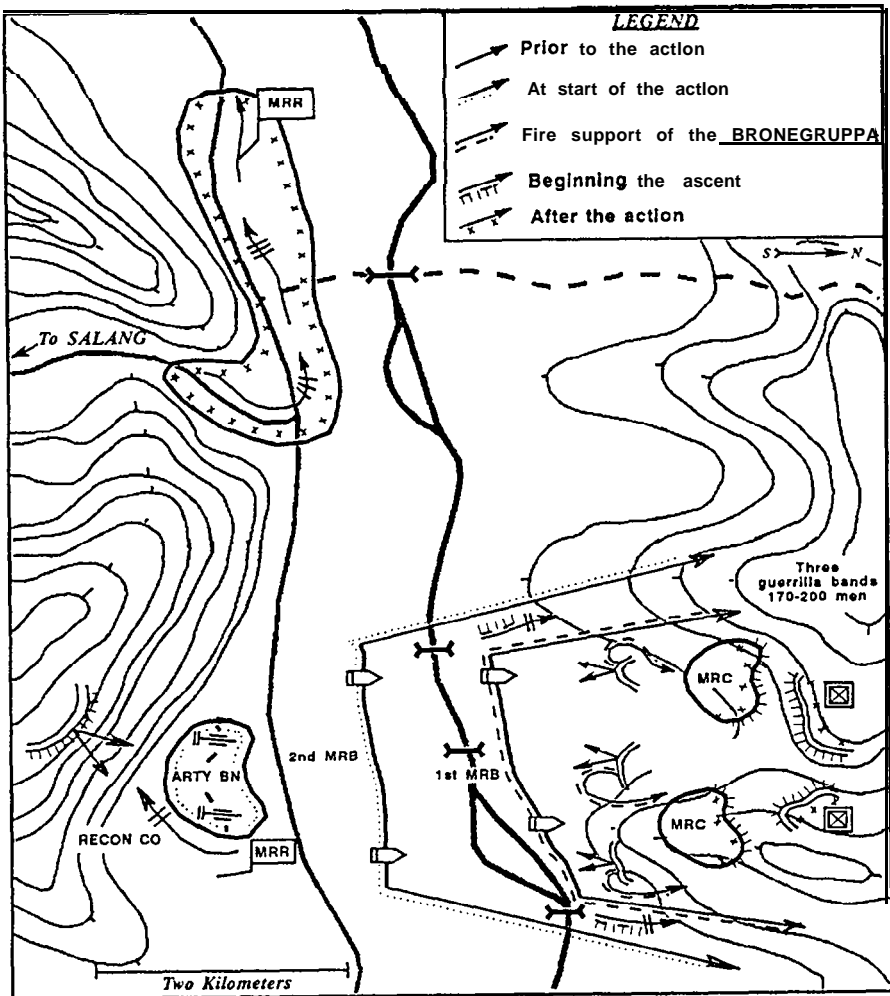 LEGEND
Prior to the action
At start of the action
Fire support of the BRONEGRUPPA
Beginning the ascent
After the action
MRR
S N
To SALANG
Three
guerrilla bands
170-200 men
MRC
2nd MRB
1st MRB
ARTY BN
MRC
RECON CO
MRR
Two Kilometers